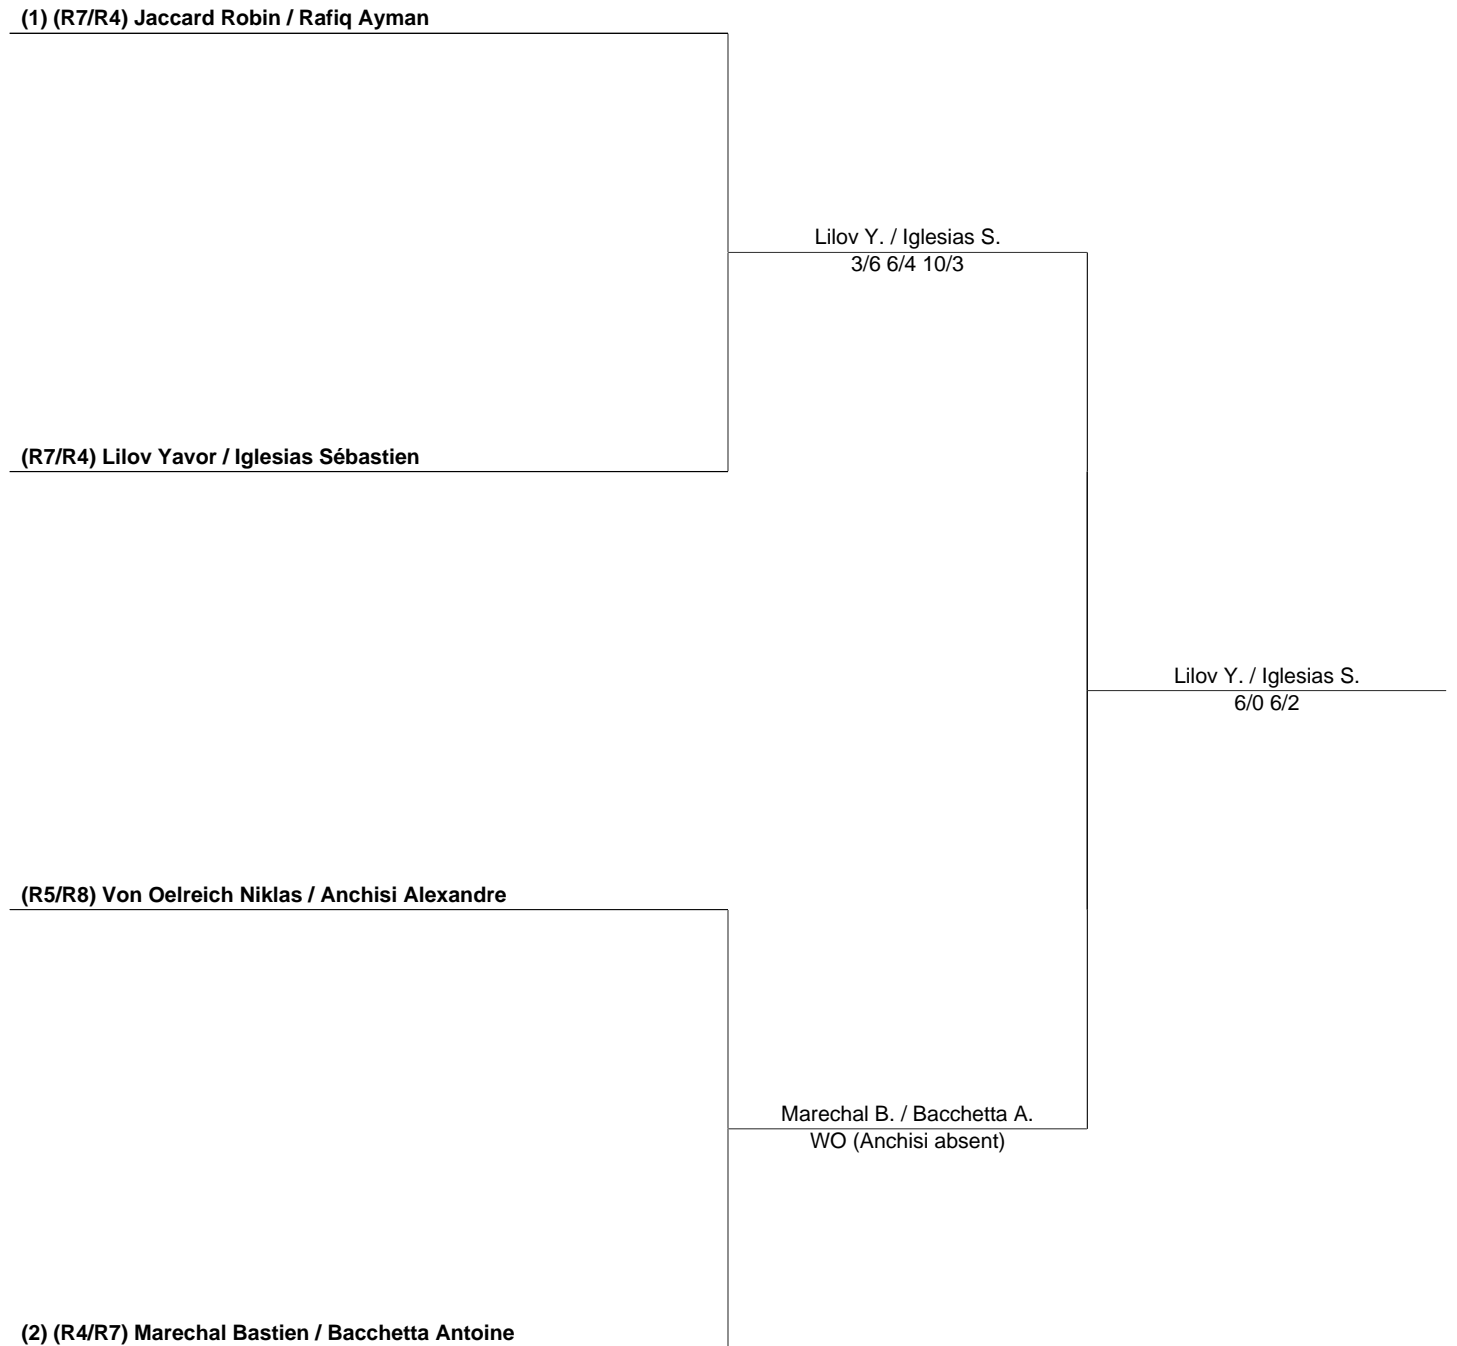 (1) (R7/R4) Jaccard Robin / Rafiq Ayman
Lilov Y. / Iglesias S.
3/6 6/4 10/3
(R7/R4) Lilov Yavor / Iglesias Sébastien
Lilov Y. / Iglesias S.
6/0 6/2
(R5/R8) Von Oelreich Niklas / Anchisi Alexandre
Marechal B. / Bacchetta A.
WO (Anchisi absent)
(2) (R4/R7) Marechal Bastien / Bacchetta Antoine